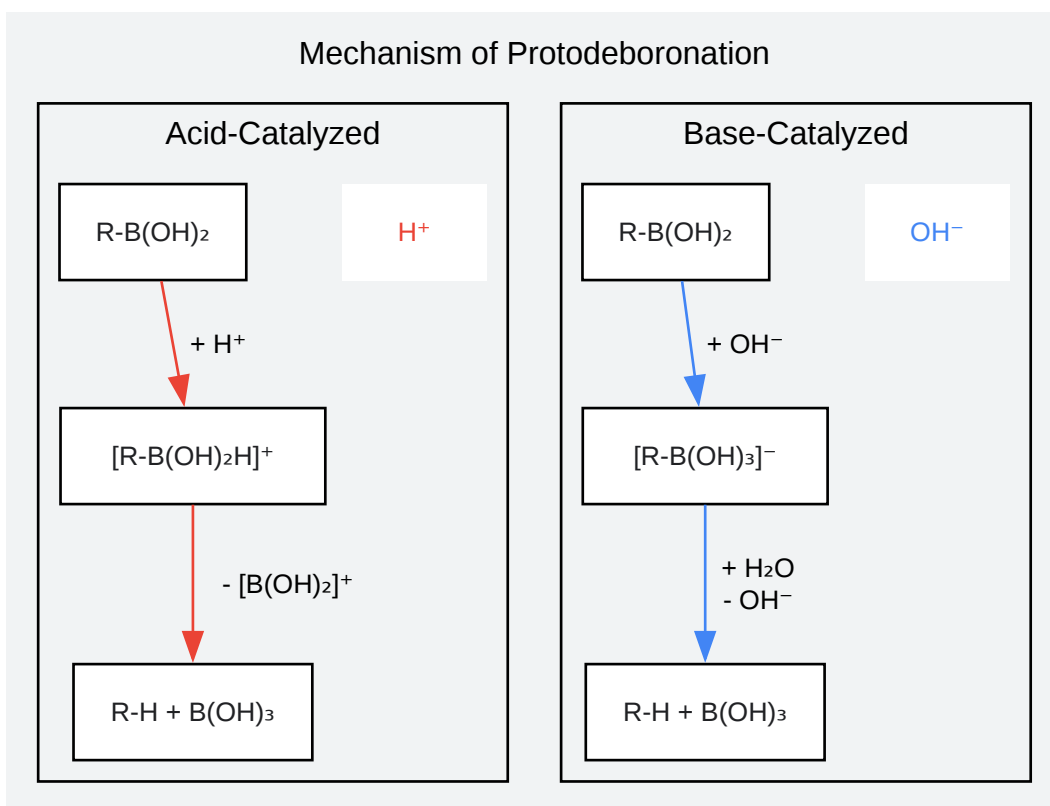 Mechanism of Protodeboronation
Acid-Catalyzed
R-B(OH)₂
H⁺
+ H⁺
[R-B(OH)₂H]⁺
- [B(OH)₂]⁺
R-H + B(OH)₃
Base-Catalyzed
R-B(OH)₂
OH⁻
+ OH⁻
[R-B(OH)₃]⁻
+ H₂O
- OH⁻
R-H + B(OH)₃